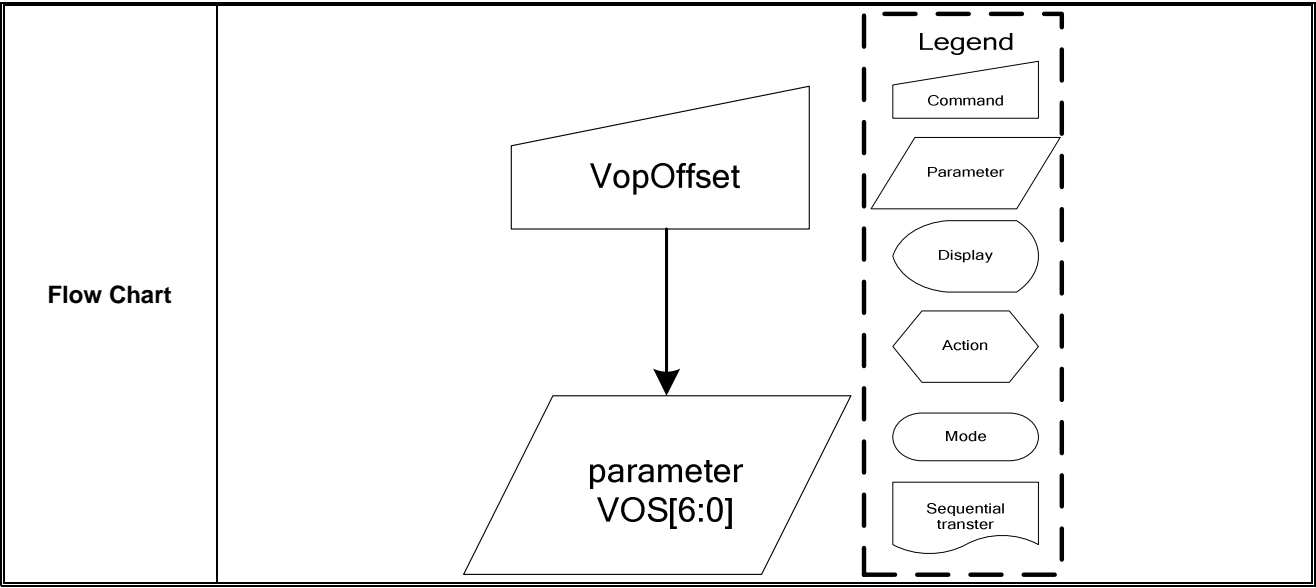 Flow Chart
VopOffset
parameter
VOS[6:0]
Legend
Command
Parameter
Display
Action
Mode
Sequential
transter